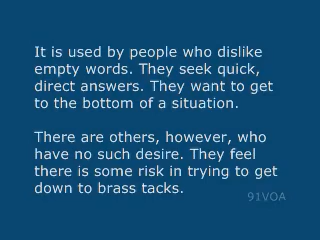 It is used by people who dislike
empty words. They seek quick,
direct answers. They want to get
to the bottom of a situation.
There are others, however, who
have no such desire. They feel
there is some risk in trying to get
down to brass tacks.
91VOA